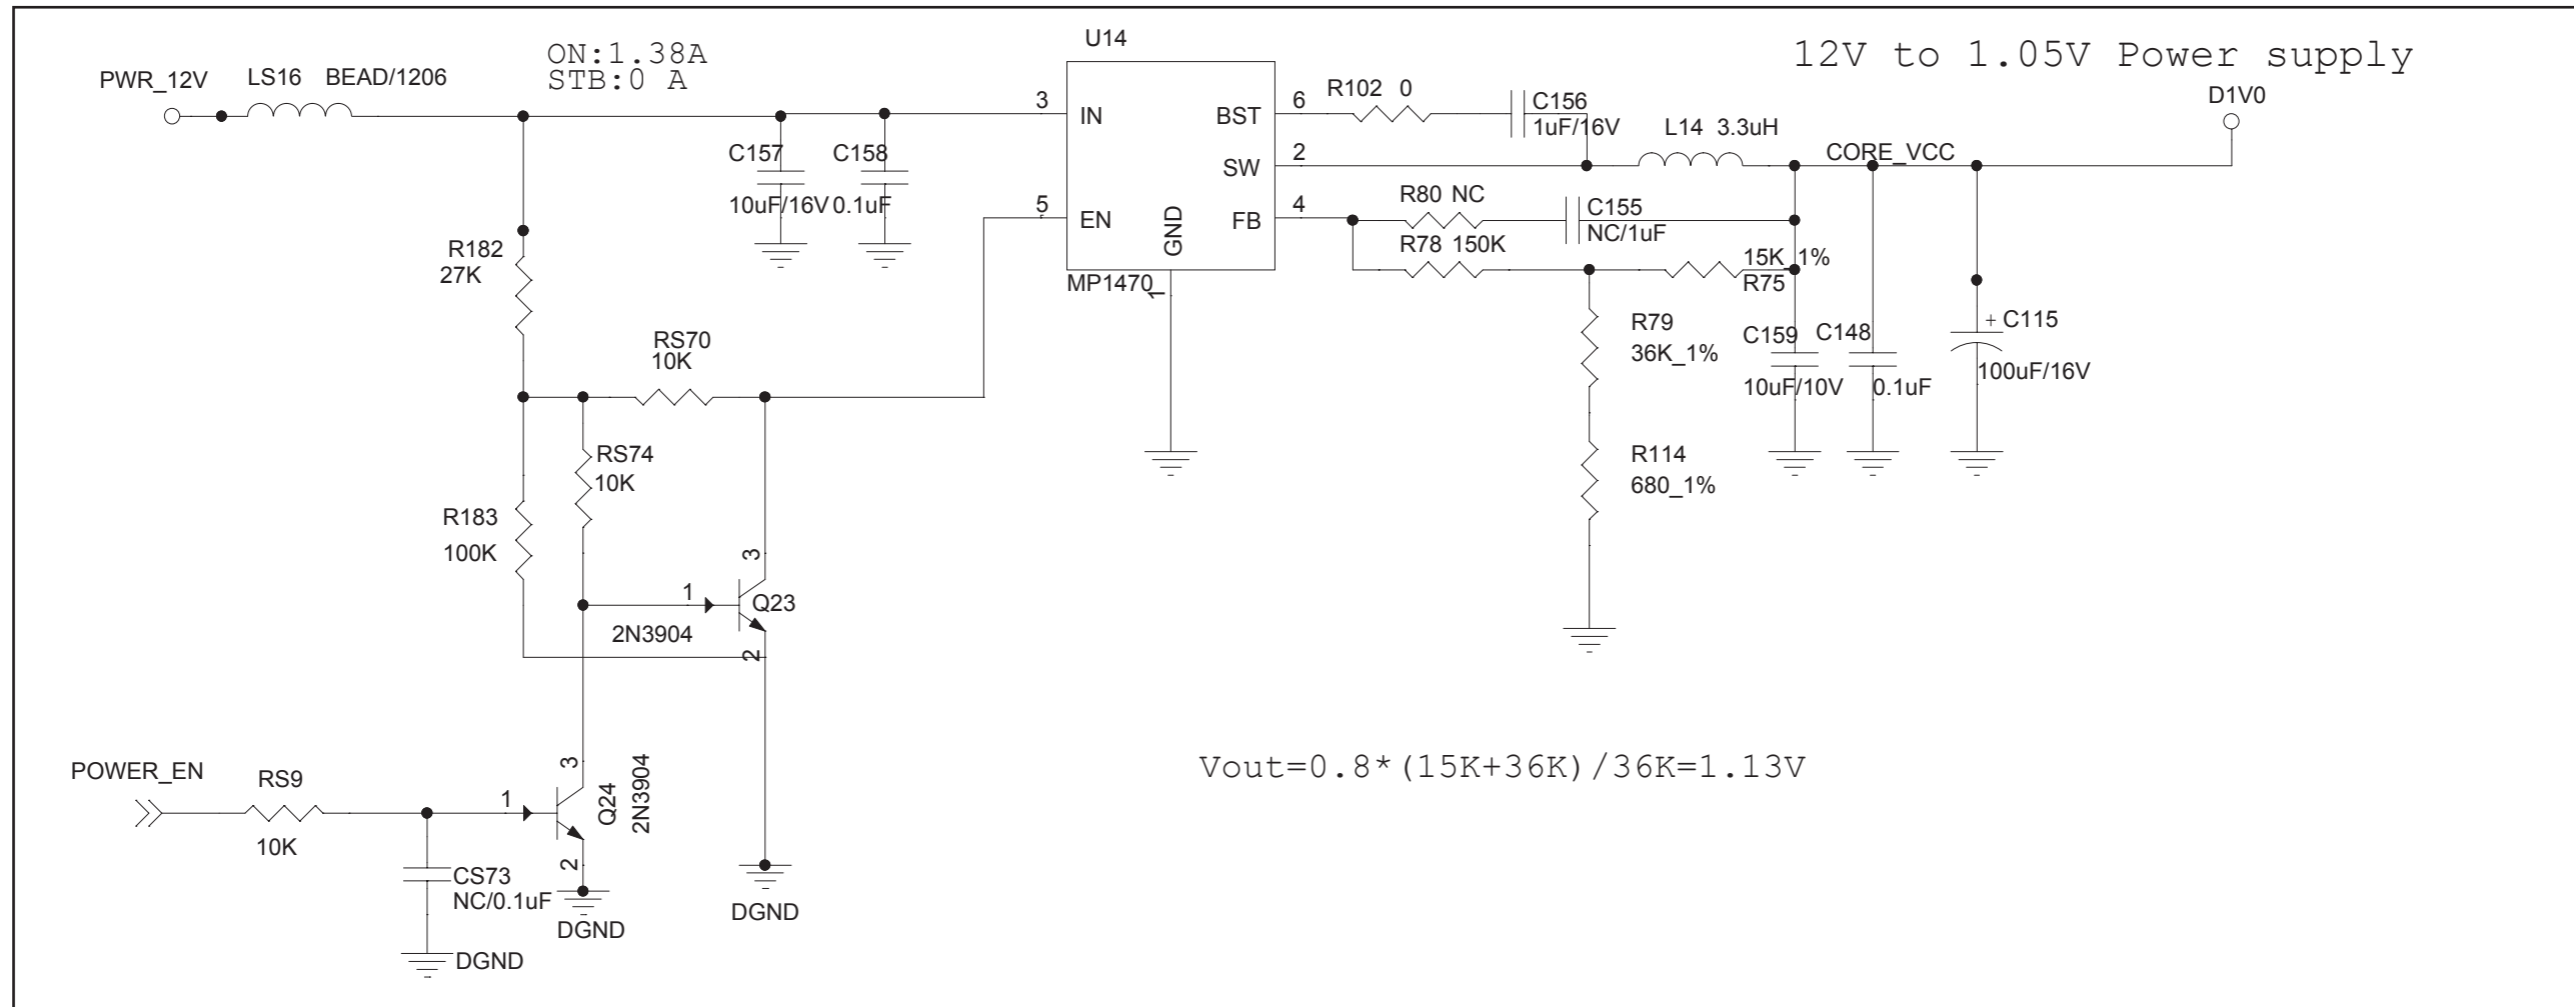 12V to 1.05V Power supply
ON:1.38A
STB:0 A
PWR_12V
LS16
BEAD/1206
U14
3
IN
5
EN
GND
1
MP1470
BST
6
SW
2
FB
4
R102 0
C156
1uF/16V
L14 3.3uH
CORE_VCC
D1V0
C157
10uF/16V
C158
0.1uF
R80 NC
C155
NC/1uF
R78 150K
15K_1%
R75
R79
36K_1%
R114
680_1%
C159
10uF/10V
C148
0.1uF
+ C115
100uF/16V
R182
27K
RS70
10K
RS74
10K
R183
100K
3
1
Q23
2N3904
2
DGND
POWER_EN
RS9
10K
1
3
Q24
2N3904
2
DGND
CS73
NC/0.1uF
DGND
Vout=0.8*(15K+36K)/36K=1.13V